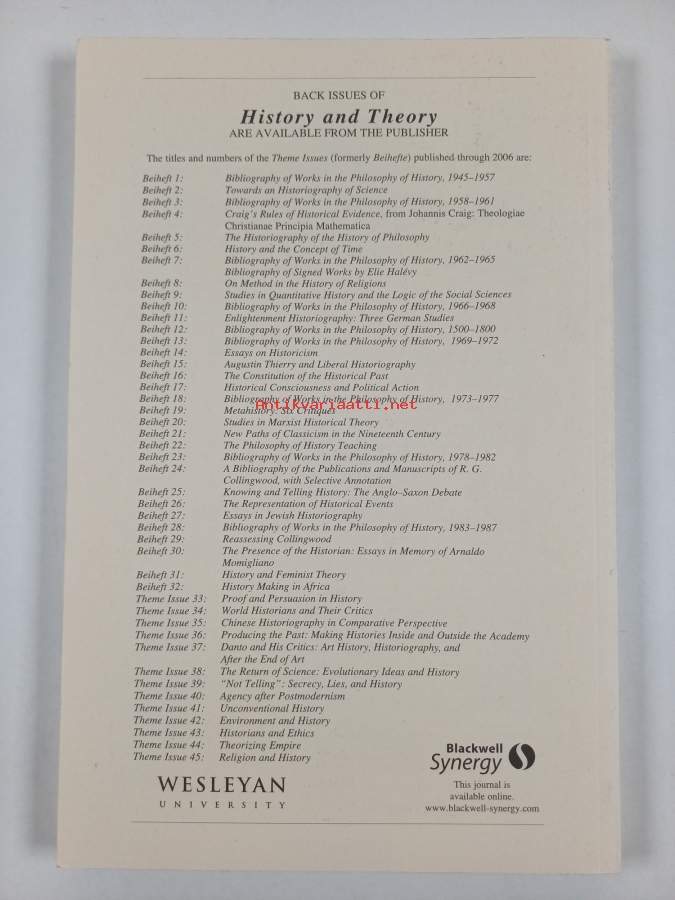 BACK ISSUES OF
History and Theory
ARE AVAILABLE FROM THE PUBLISHER
The titles and numbers of the Theme Issues (formerly Beihefte) published through 2006 are:
Beiheft 1: Bibliography of Works in the Philosophy of History, 1945–1957
Beiheft 2: Towards an Historiography of Science
Beiheft 3: Bibliography of Works in the Philosophy of History, 1958–1961
Beiheft 4: Craig's Rules of Historical Evidence, from Johannis Craig: Theologiae
Christianae Principia Mathematica
Beiheft 5: The Historiography of the History of Philosophy
Beiheft 6: History and the Concept of Time
Beiheft 7: Bibliography of Works in the Philosophy of History, 1962–1965
Bibliography of Signed Works by Elie Halévy
Beiheft 8: On Method in the History of Religions
Beiheft 9: Studies in Quantitative History and the Logic of the Social Sciences
Beiheft 10: Bibliography of Works in the Philosophy of History, 1966–1968
Beiheft 11: Enlightenment Historiography: Three German Studies
Beiheft 12: Bibliography of Works in the Philosophy of History, 1500–1800
Beiheft 13: Bibliography of Works in the Philosophy of History, 1969–1972
Beiheft 14: Essays on Historicism
Beiheft 15: Augustin Thierry and Liberal Historiography
Beiheft 16: The Constitution of the Historical Past
Beiheft 17: Historical Consciousness and Political Action
Beiheft 18: Bibliography of Works in the Philosophy of History, 1973–1977
Antikvariaatti.net
Beiheft 19: Metahistory: Six Critiques
Beiheft 20: Studies in Marxist Historical Theory
Beiheft 21: New Paths of Classicism in the Nineteenth Century
Beiheft 22: The Philosophy of History Teaching
Beiheft 23: Bibliography of Works in the Philosophy of History, 1978–1982
Beiheft 24: A Bibliography of the Publications and Manuscripts of R. G.
Collingwood, with Selective Annotation
Beiheft 25: Knowing and Telling History: The Anglo–Saxon Debate
Beiheft 26: The Representation of Historical Events
Beiheft 27: Essays in Jewish Historiography
Beiheft 28: Bibliography of Works in the Philosophy of History, 1983–1987
Beiheft 29: Reassessing Collingwood
Beiheft 30: The Presence of the Historian: Essays in Memory of Arnaldo
Momigliano
Beiheft 31: History and Feminist Theory
Beiheft 32: History Making in Africa
Theme Issue 33: Proof and Persuasion in History
Theme Issue 34: World Historians and Their Critics
Theme Issue 35: Chinese Historiography in Comparative Perspective
Theme Issue 36: Producing the Past: Making Histories Inside and Outside the Academy
Theme Issue 37: Danto and His Critics: Art History, Historiography, and
After the End of Art
Theme Issue 38: The Return of Science: Evolutionary Ideas and History
Theme Issue 39: “Not Telling”: Secrecy, Lies, and History
Theme Issue 40: Agency after Postmodernism
Theme Issue 41: Unconventional History
Theme Issue 42: Environment and History
Theme Issue 43: Historians and Ethics
Theme Issue 44: Theorizing Empire
Theme Issue 45: Religion and History
WESLEYAN
UNIVERSITY
Blackwell
Synergy
This journal is
available online.
www.blackwell-synergy.com